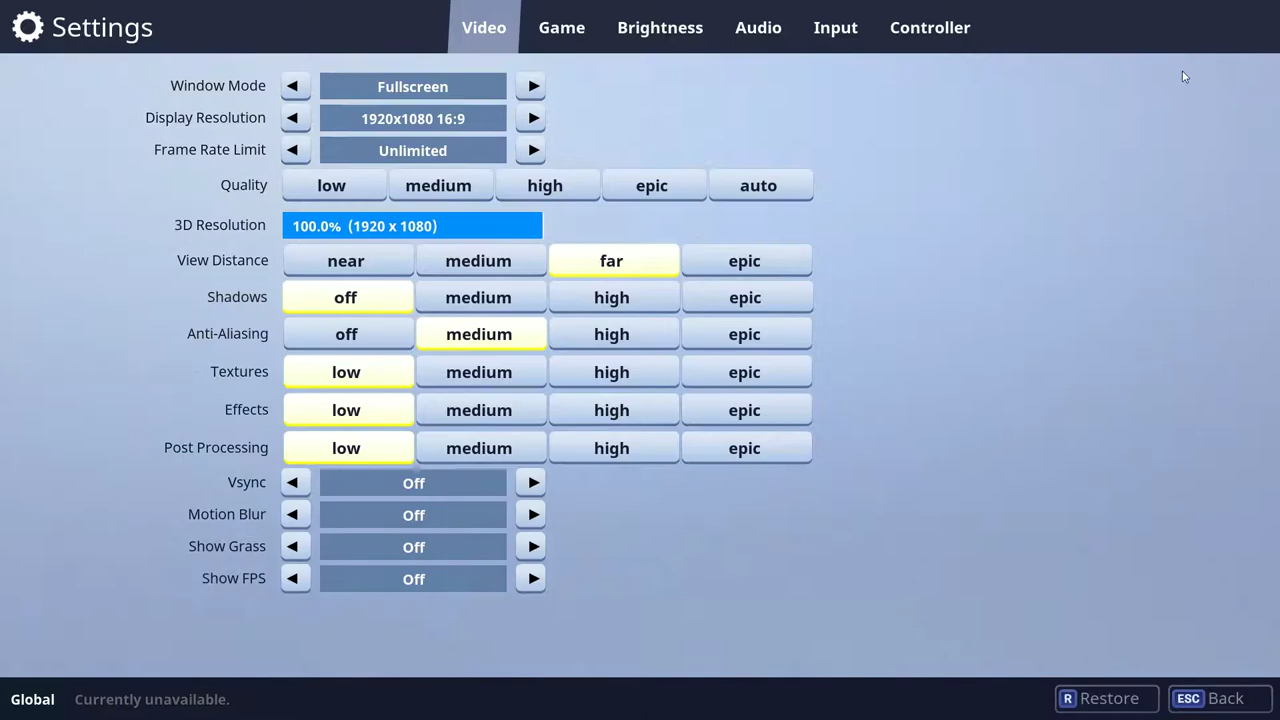 Settings
Video Game Brightness Audio Input Controller
Window Mode ◀ Fullscreen ▶
Display Resolution ◀ 1920x1080 16:9 ▶
Frame Rate Limit ◀ Unlimited ▶
Quality low medium high epic auto
3D Resolution 100.0% (1920 x 1080)
View Distance near medium far epic
Shadows off medium high epic
Anti-Aliasing off medium high epic
Textures low medium high epic
Effects low medium high epic
Post Processing low medium high epic
Vsync ◀ Off ▶
Motion Blur ◀ Off ▶
Show Grass ◀ Off ▶
Show FPS ◀ Off ▶
Global Currently unavailable. R Restore ESC Back